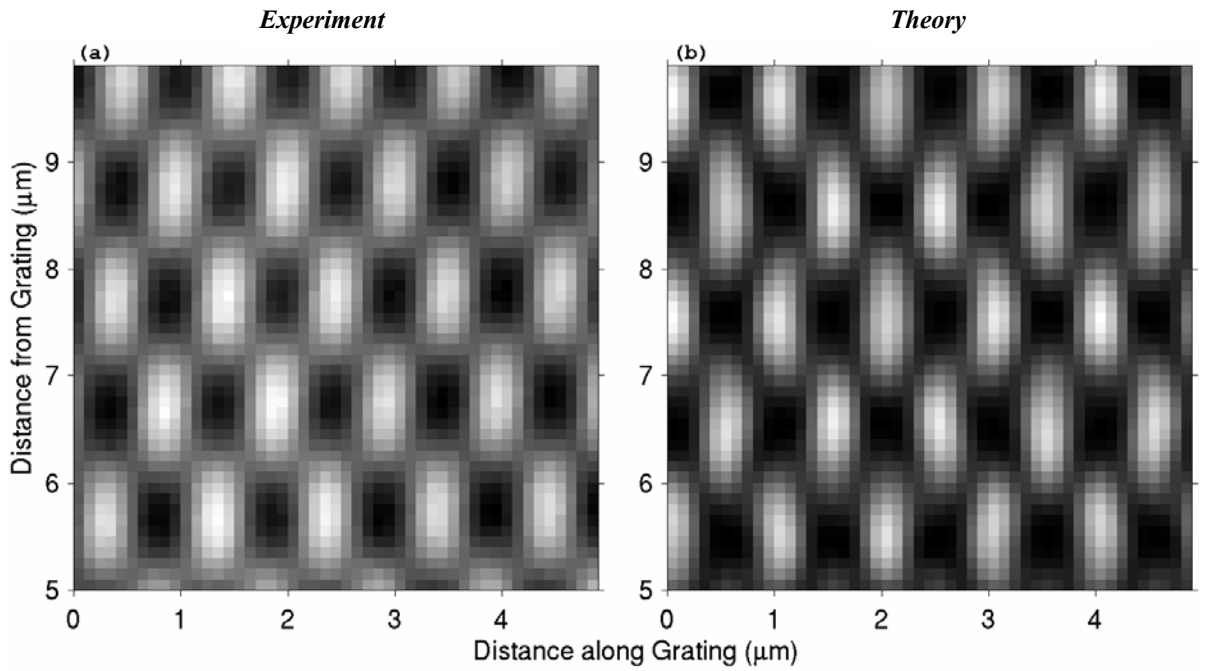 Experiment
Theory
(a)
(b)
Distance from Grating (μm)
9
8
7
6
5
9
8
7
6
5
0 1 2 3 4
0 1 2 3 4
Distance along Grating (μm)